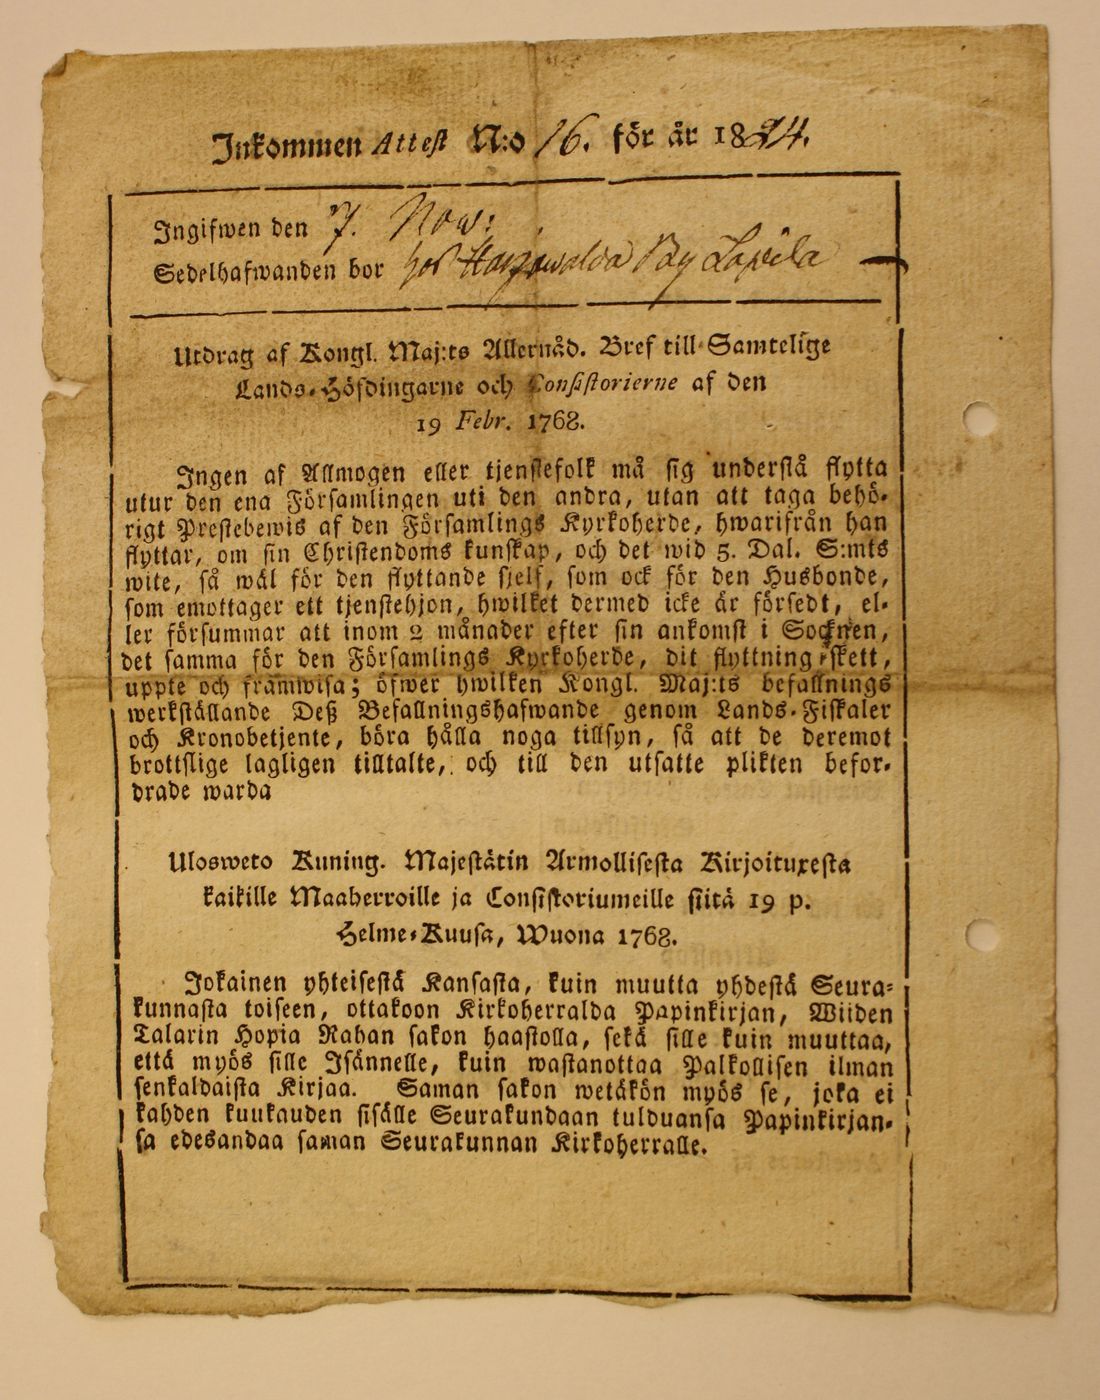 Inkommen Attest N:o 16. för år 1824.
Ingifwen den 7. Now:
Sedelhafwanden bor hos By
Utdrag af Kongl. Maj:ts Allernåd. Bref till Samtelige
Lands-Höfdingarne och Consistorierne af den
19 Febr. 1768.
Ingen af Allmogen eller tjenstefolk må sig understå flytta
utur den ena Församlingen uti den andra, utan att taga behö-
rigt Prestebewis af den Församlings Kyrkoherde, hwarifrån han
flyttar, om sin Christendoms kunskap, och det wid 5. Dal. S:mts
wite, så wäl för den flyttande sjelf, som ock för den Husbonde,
som emottager ett tjenstehjon, hwilket dermed icke är försedt, el-
ler försummar att inom 2 månader efter sin ankomst i Socknen,
det samma för den Församlings Kyrkoherde, dit flyttning skett,
uppte och framwisa; öfwer hwilken Kongl. Maj:ts befallnings
werkställande Deß Befallningshafwande genom Lands-Fiskaler
och Kronobetjente, böra hålla noga tillsyn, så att de deremot
brottslige lagligen tilltalte, och till den utsatte plikten befor-
drade warda
Ulosweto Kuning. Majestätin Armollisesta Kirjoituxesta
kaikille Maaherroille ja Consistoriumeille siitä 19 p.
Helme-Kuusa, Wuona 1768.
Jokainen yhteisestä Kansasta, kuin muutta yhdestä Seura-
kunnasta toiseen, ottakoon Kirkoherralda Papinkirjan, Wiiden
Talarin Hopia Rahan sakon haastolla, sekä sille kuin muuttaa,
että myös sille Isännelle, kuin wastanottaa Palkollisen ilman
senkaldaista Kirjaa. Saman sakon wetäkön myös se, joka ei
kahden kuukauden sisälle Seurakundaan tulduansa Papinkirjan-
sa edesandaa saman Seurakunnan Kirkoherralle.